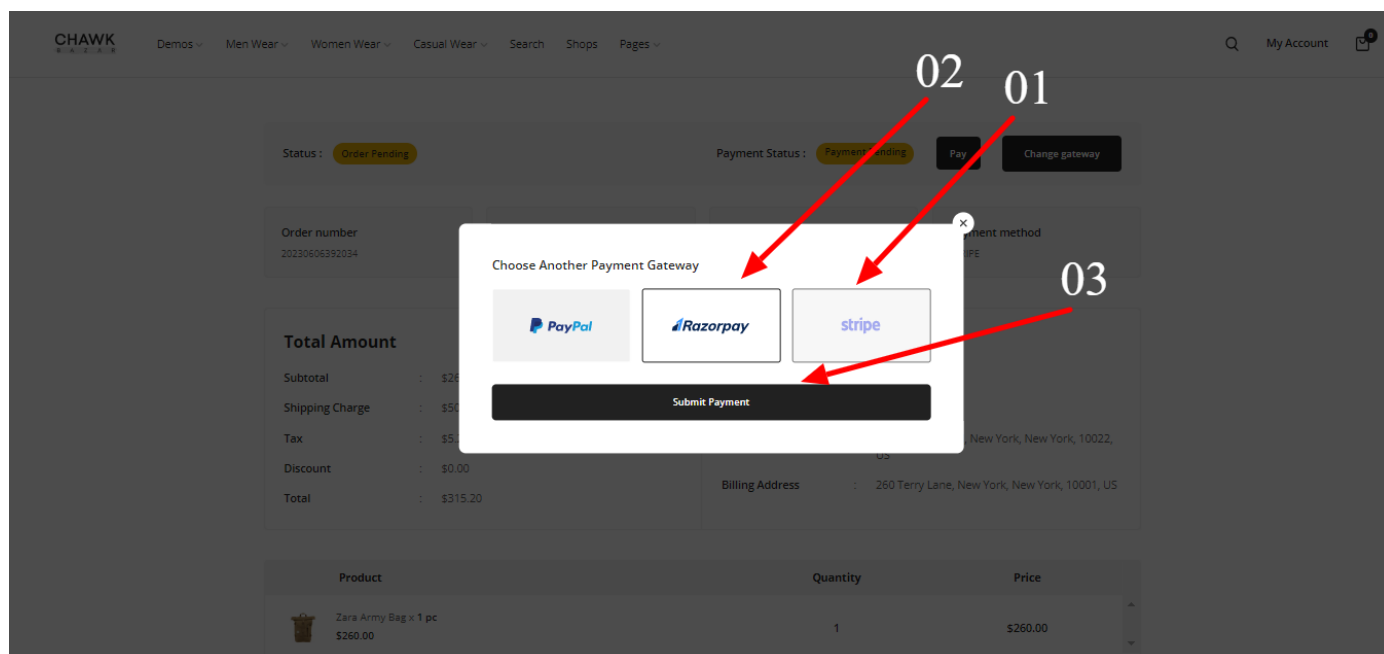 CHAWK
BAZAR
Demos
Men Wear
Women Wear
Casual Wear
Search
Shops
Pages
My Account
0
02
01
Status :
Order Pending
Payment Status :
Pay
Change gateway
Order number
20230606392034
method
Choose Another Payment Gateway
03
PayPal
Razorpay
stripe
Submit Payment
Total Amount
Subtotal :
Shipping Charge :
Tax :
Discount : $0.00
Total : $315.20
New York, New York, 10022,
US
Billing Address : 260 Terry Lane, New York, New York, 10001, US
Product Quantity Price
Zara Army Bag x 1 pc
$260.00
1
$260.00